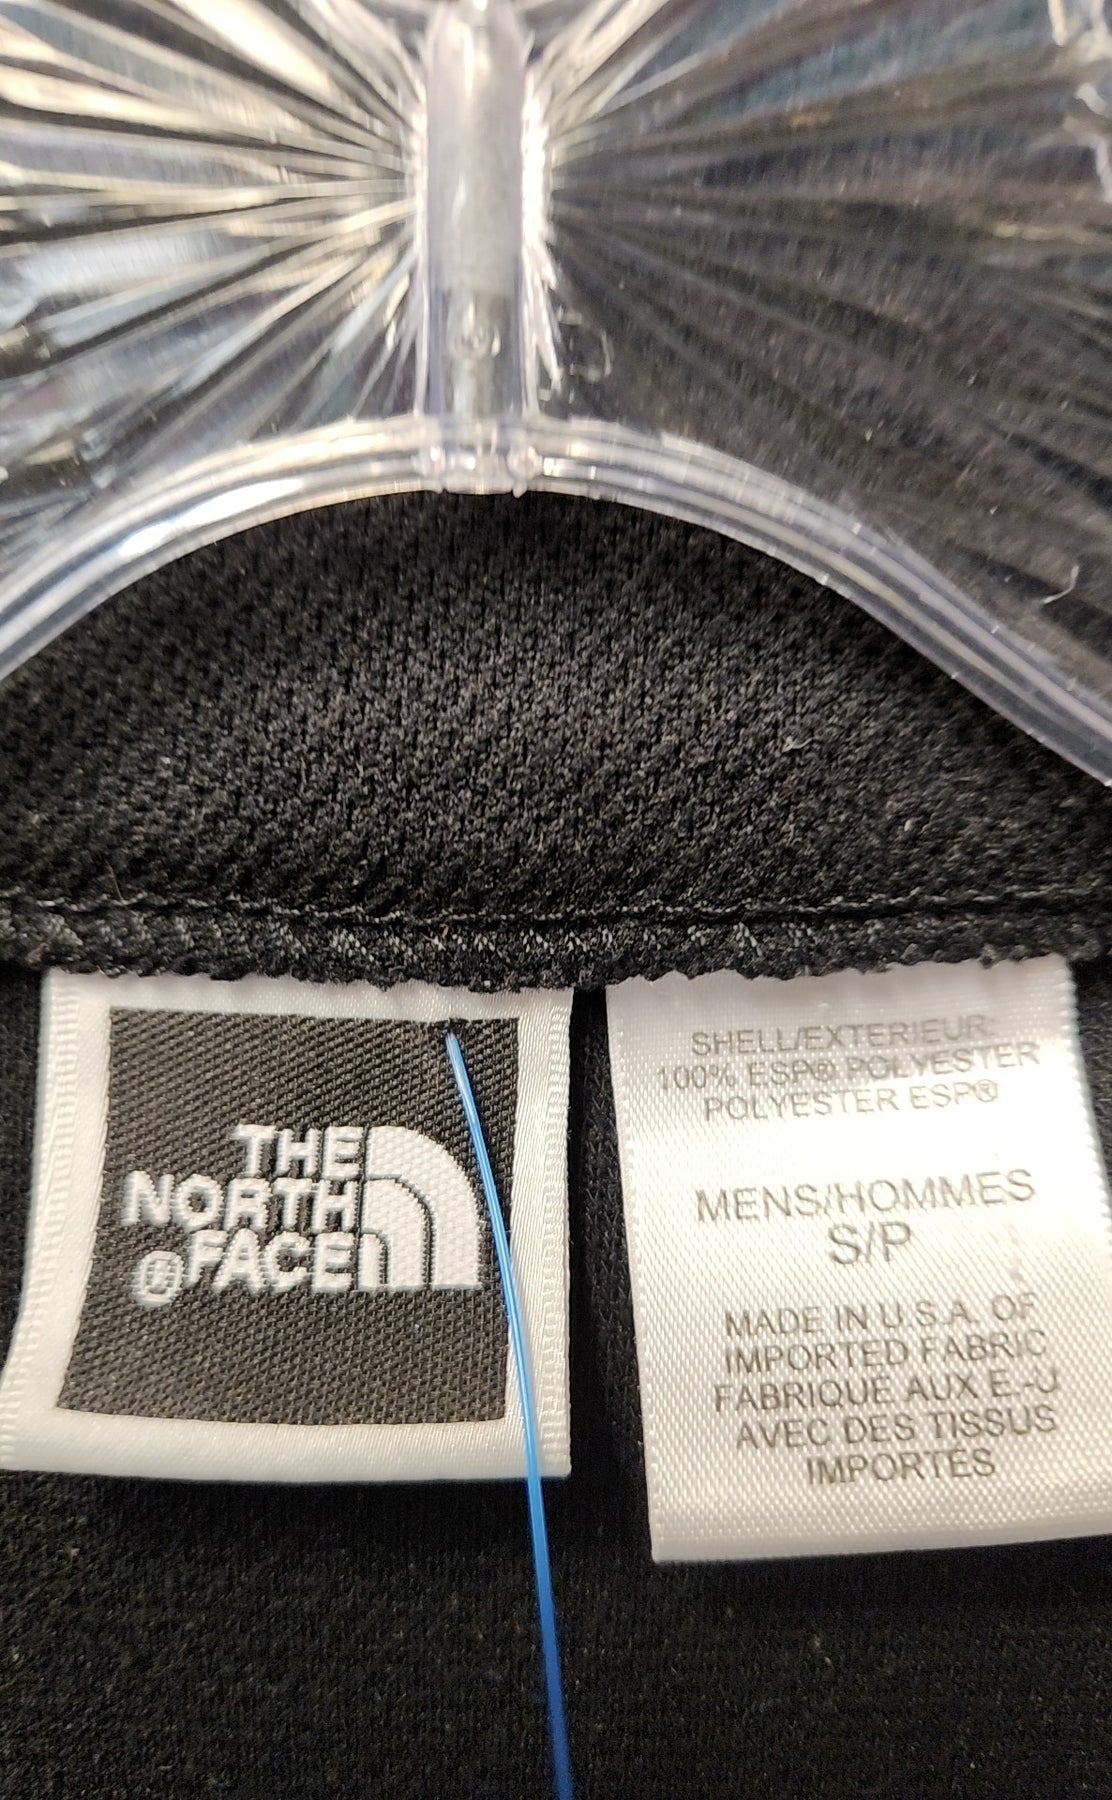 THE
NORTH
®FACE
SHELL/EXTERIEUR:
100% ESP® POLYESTER
POLYESTER ESP®
MENS/HOMMES
S/P
MADE IN U.S.A. OF
IMPORTED FABRIC
FABRIQUE AUX E.-U
AVEC DES TISSUS
IMPORTÉS